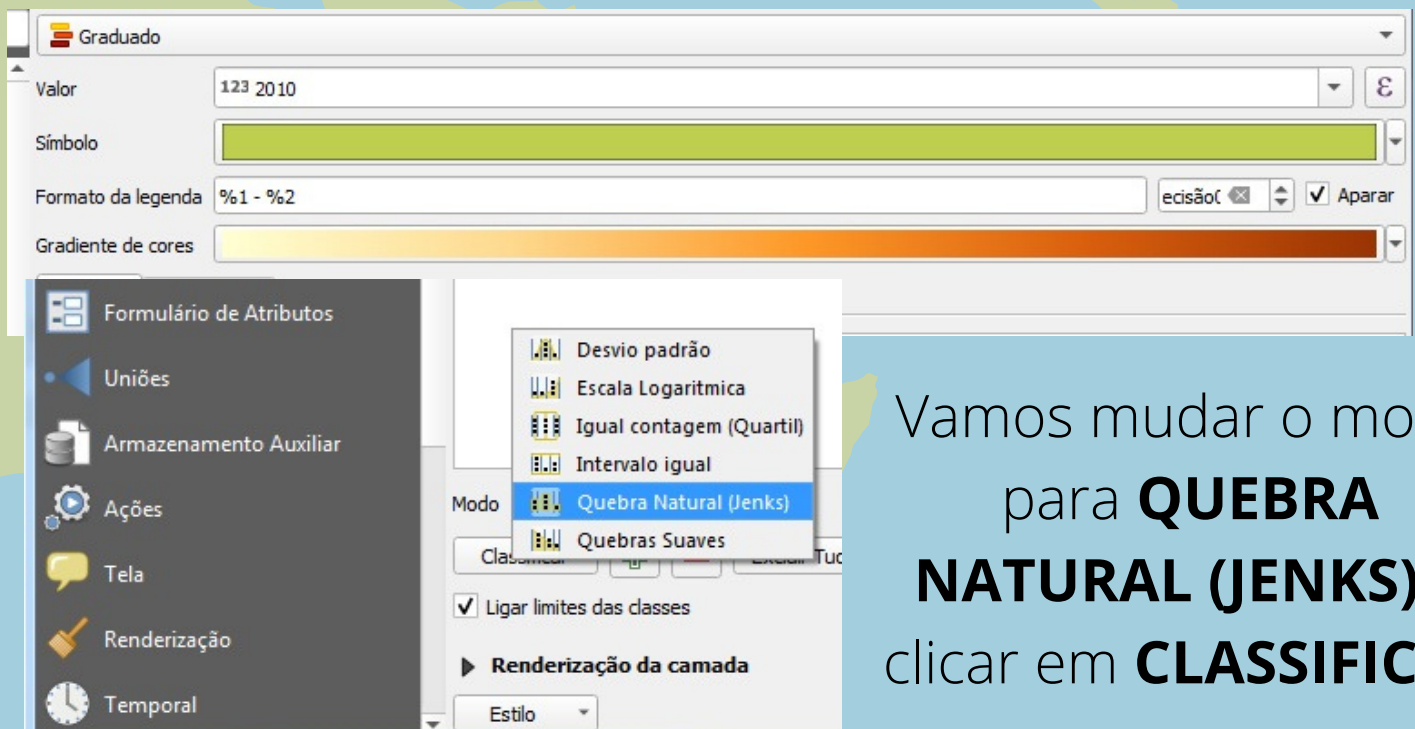 Graduado
Valor 123 2010 ε
Símbolo
Formato da legenda %1 - %2 Aparar
Gradiente de cores
Formulário de Atributos
Uniões
Armazenamento Auxiliar
Ações
Tela
Renderização
Temporal
Desvio padrão
Escala Logaritmica
Igual contagem (Quartil)
Intervalo igual
Modo Quebra Natural (Jenks)
Quebras Suaves
Ligar limites das classes
Renderização da camada
Estilo
Vamos mudar o mo
para QUEBRA
NATURAL (JENKS)
clicar em CLASSIFIC